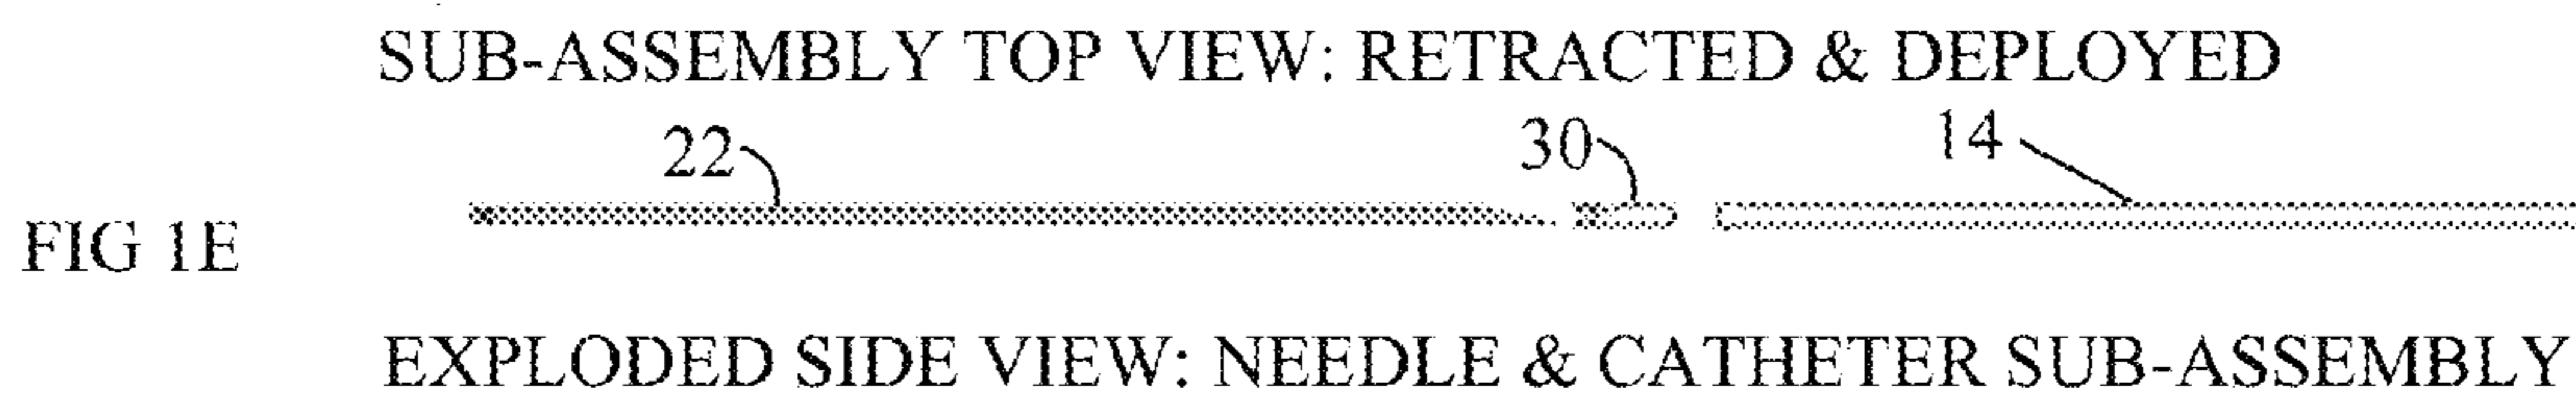 SUB-ASSEMBLY TOP VIEW: RETRACTED & DEPLOYED
22 30 14
FIG 1E
EXPLODED SIDE VIEW: NEEDLE & CATHETER SUB-ASSEMBLY